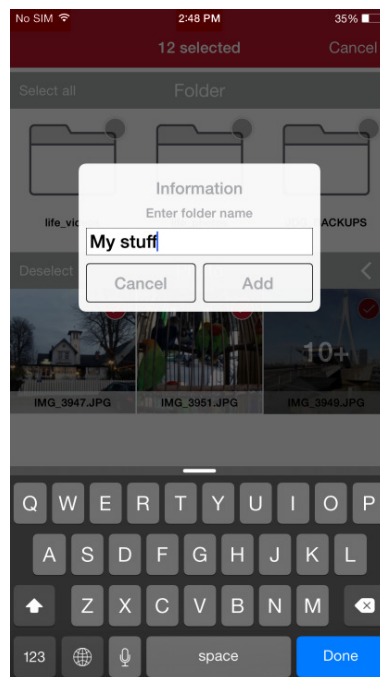 No SIM 2:48 PM 35%
12 selected Cancel
Select all Folder
Information
Enter folder name
life_vi BACKUPS
My stuff
Deselect
Cancel Add
10+
IMG_3947.JPG IMG_3951.JPG IMG_3949.JPG
Q W E R T Y U I O P
A S D F G H J K L
Z X C V B N M
123 space Done